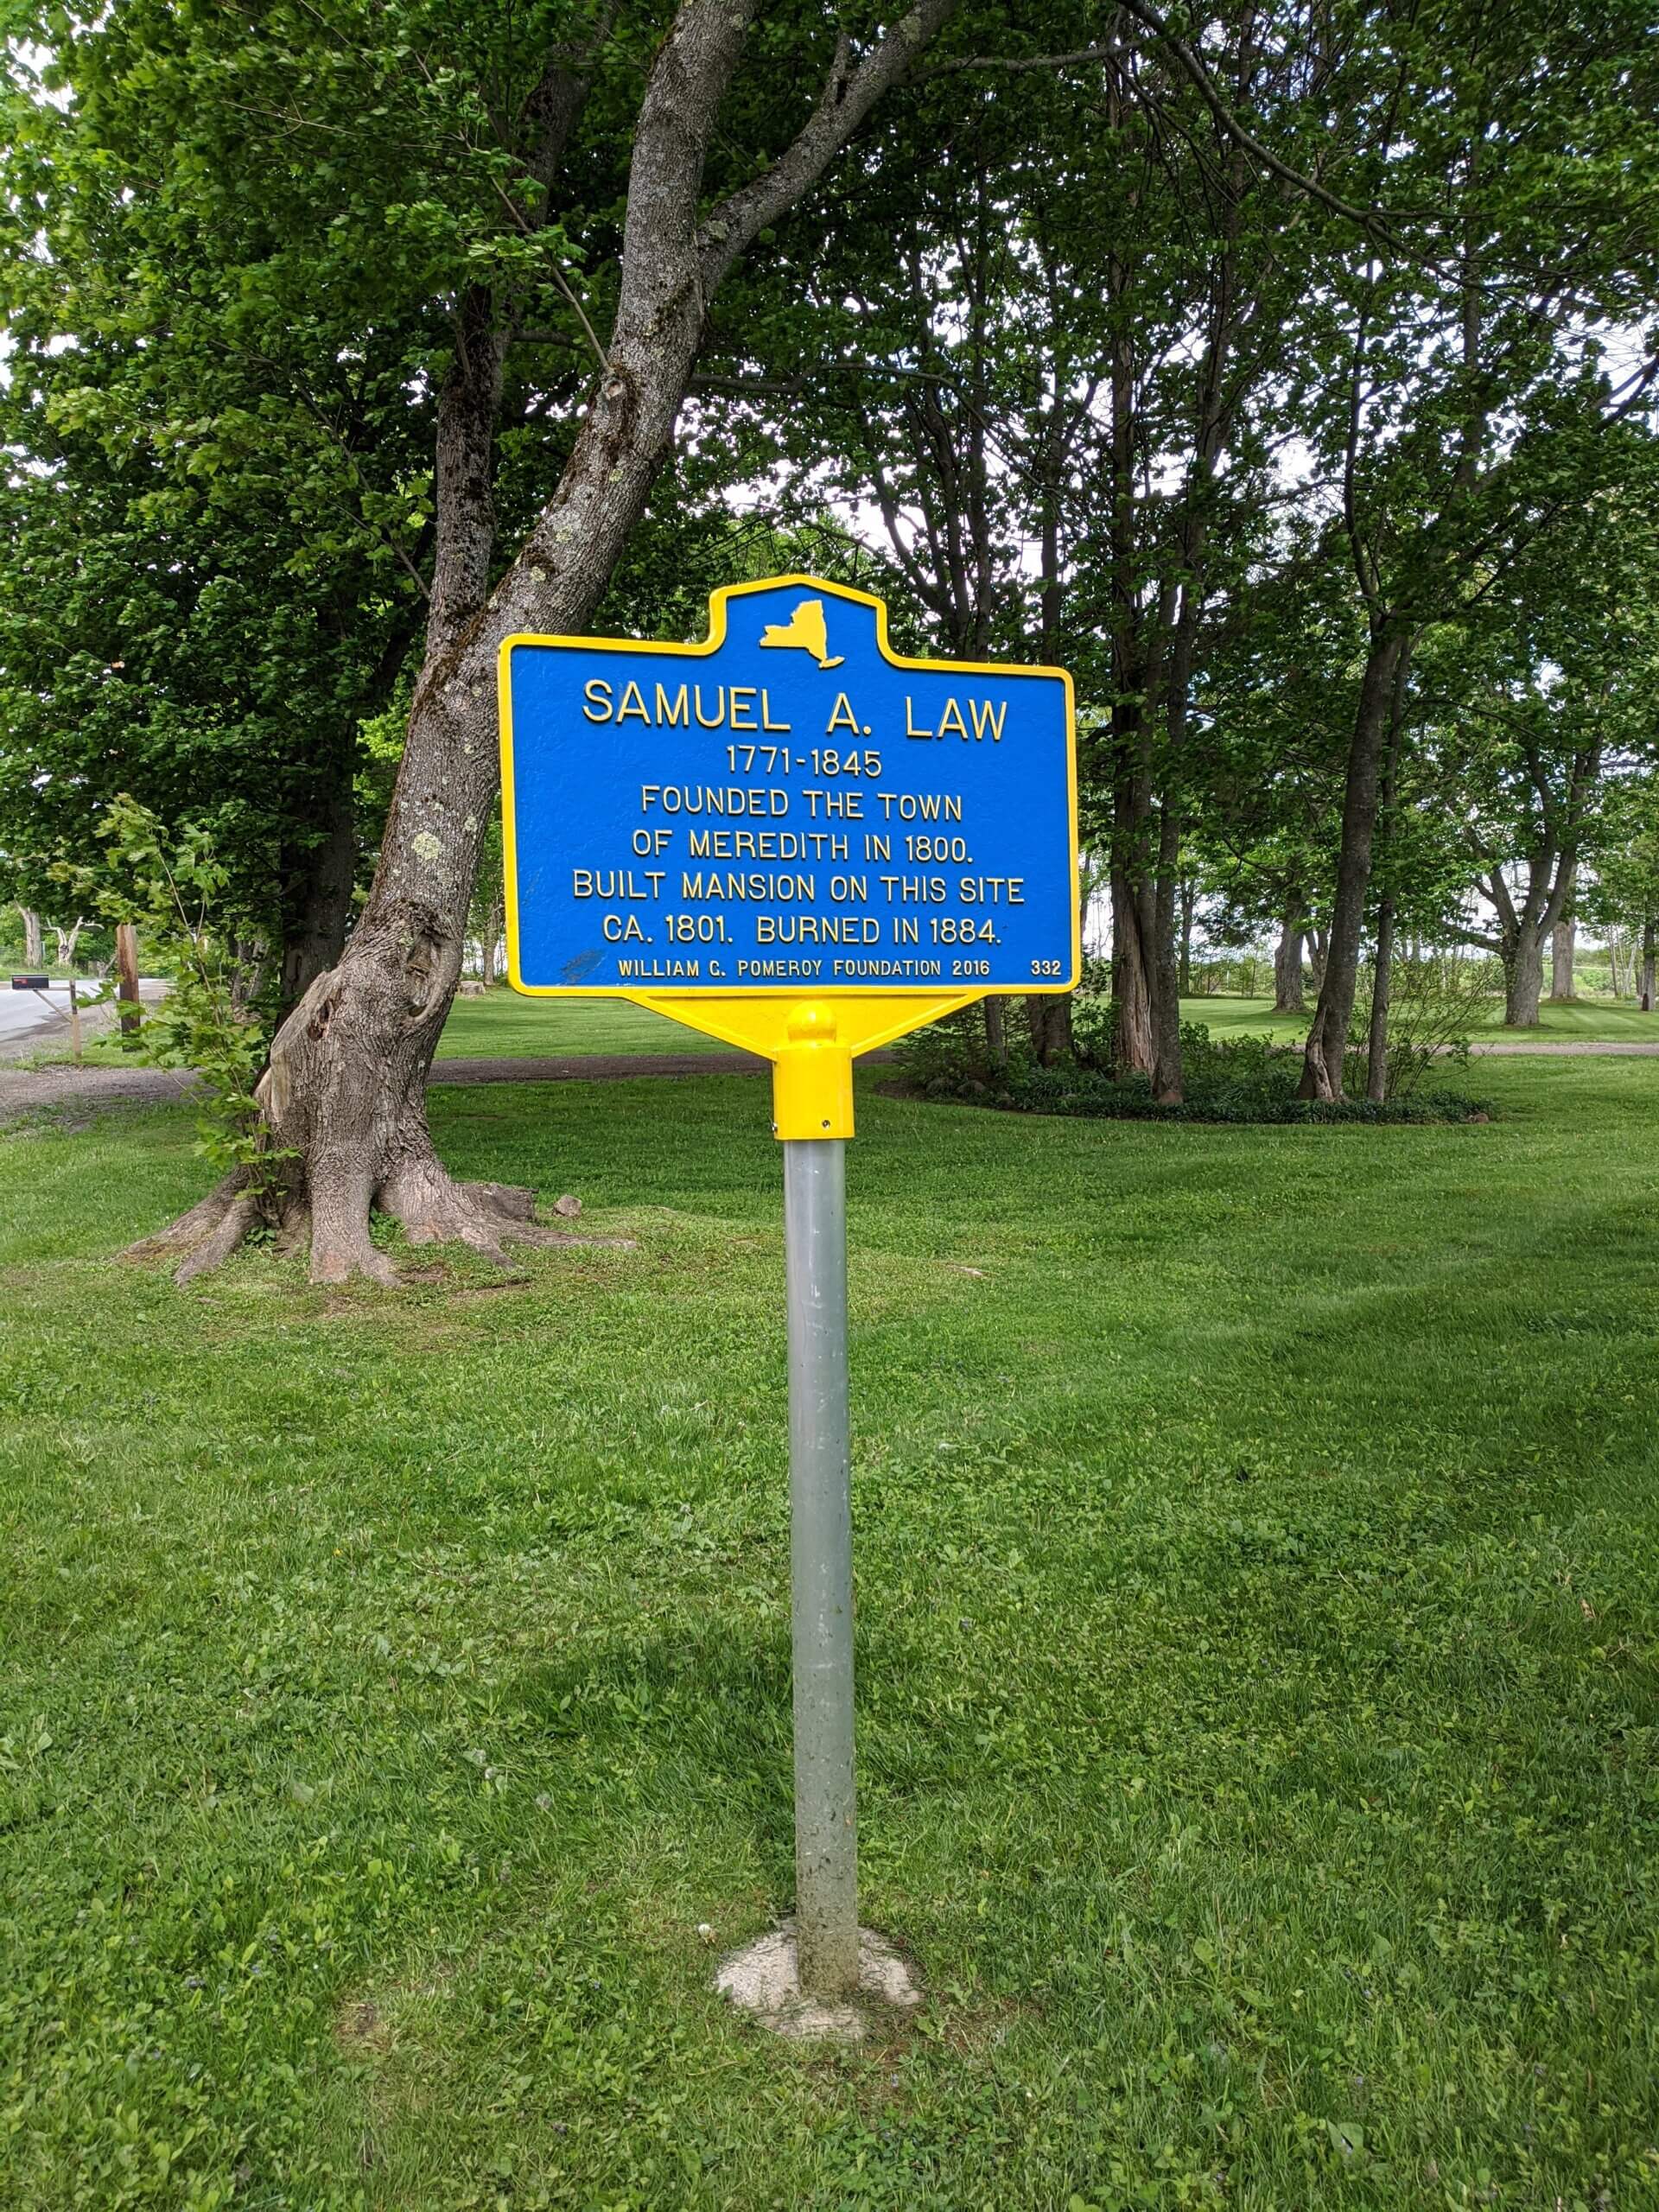 SAMUEL A. LAW
1771-1845
FOUNDED THE TOWN
OF MEREDITH IN 1800.
BUILT MANSION ON THIS SITE
CA. 1801. BURNED IN 1884.
WILLIAM G. POMEROY FOUNDATION 2016 332